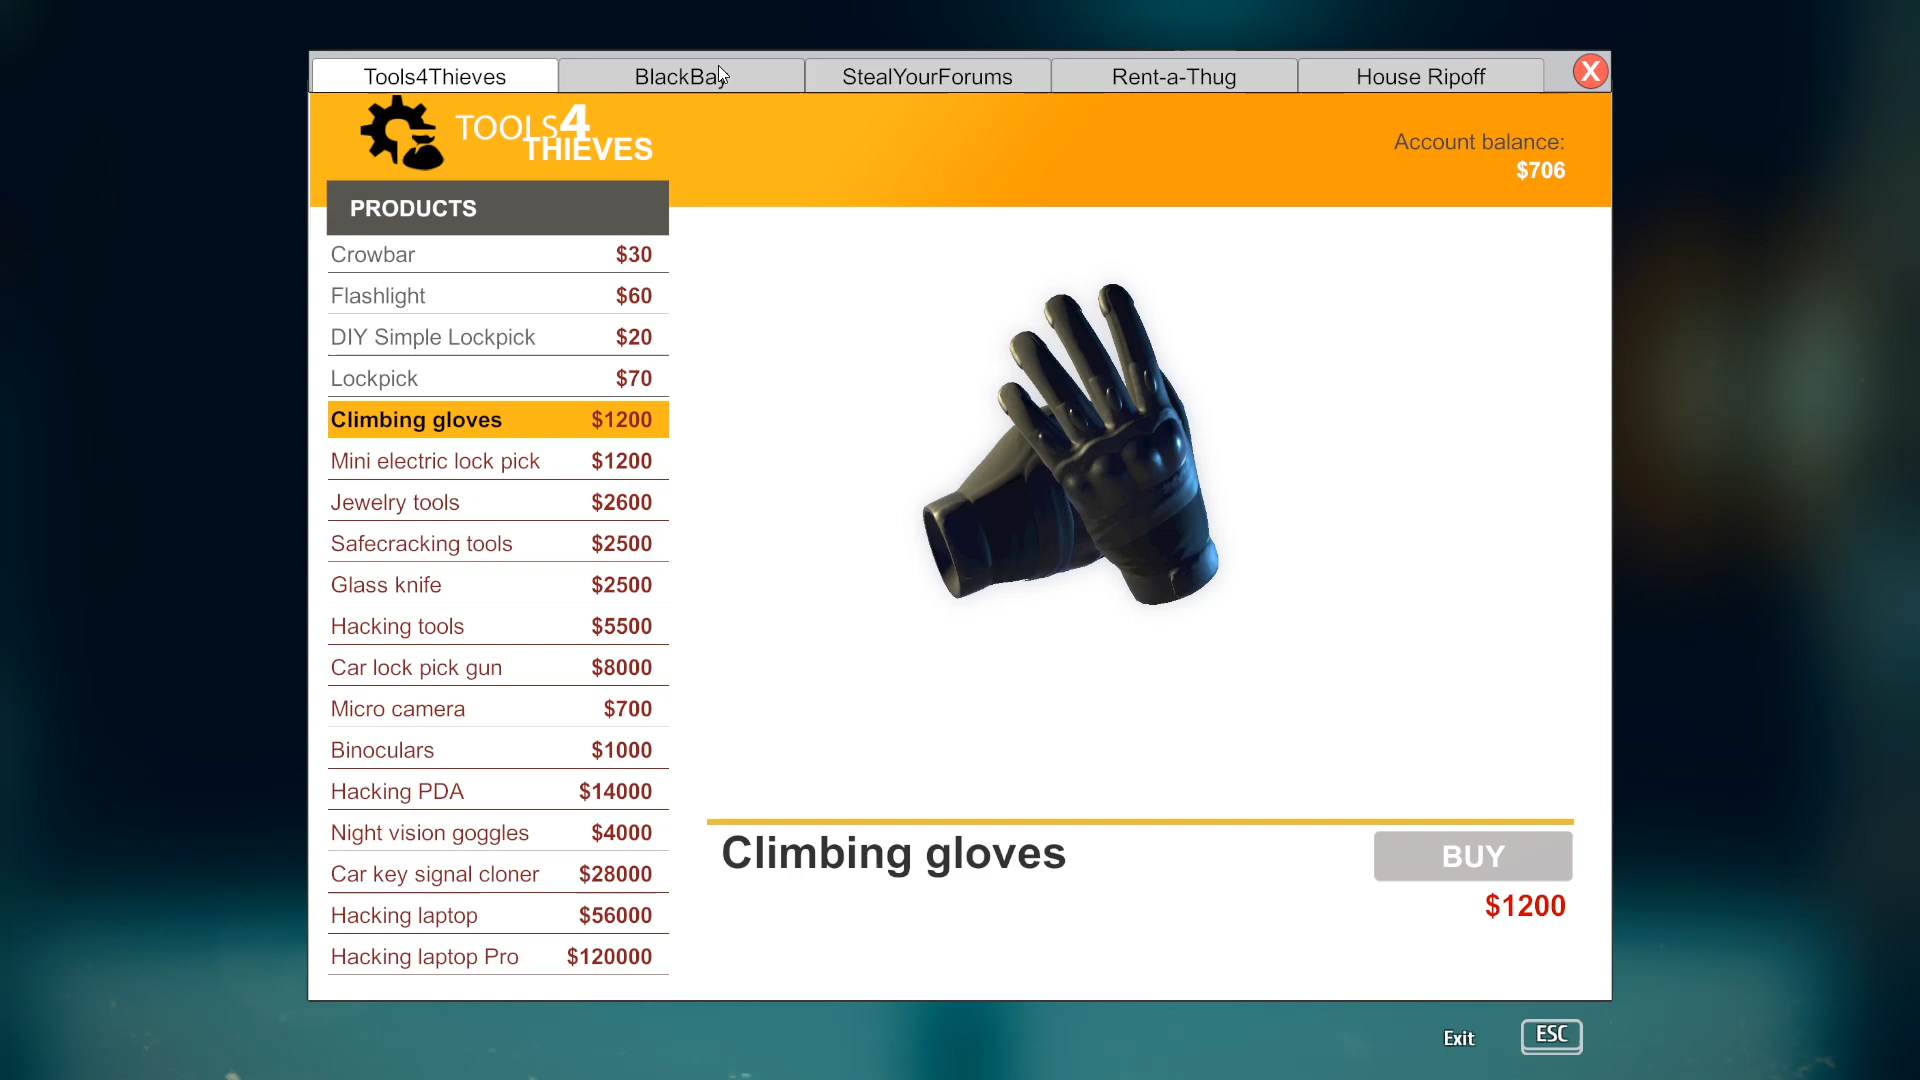 Tools4Thieves
BlackBay
StealYourForums
Rent-a-Thug
House Ripoff
X
TOOLS4
THIEVES
Account balance:
$706
PRODUCTS
Crowbar $30
Flashlight $60
DIY Simple Lockpick $20
Lockpick $70
Climbing gloves $1200
Mini electric lock pick $1200
Jewelry tools $2600
Safecracking tools $2500
Glass knife $2500
Hacking tools $5500
Car lock pick gun $8000
Micro camera $700
Binoculars $1000
Hacking PDA $14000
Night vision goggles $4000
Car key signal cloner $28000
Hacking laptop $56000
Hacking laptop Pro $120000
Climbing gloves
BUY
$1200
Exit ESC